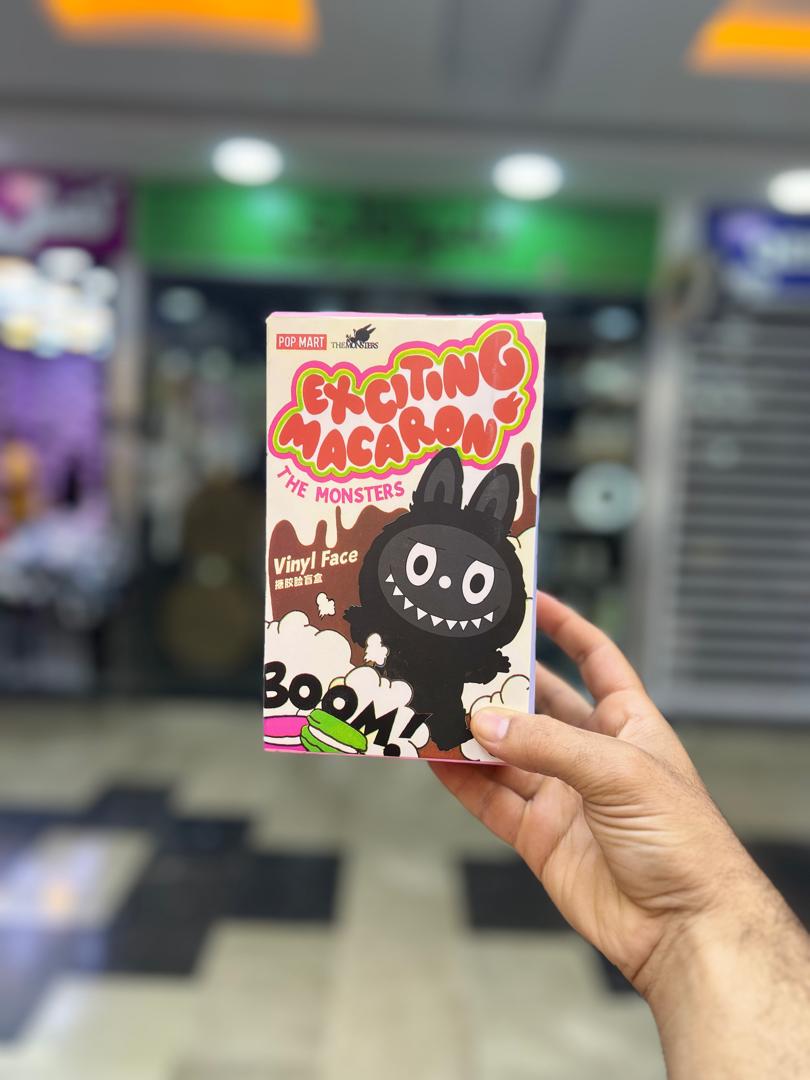 POP MART THE MONSTERS
EXCITING
MACARON
THE MONSTERS
Vinyl Face
搪胶脸盲盒
BOOM!